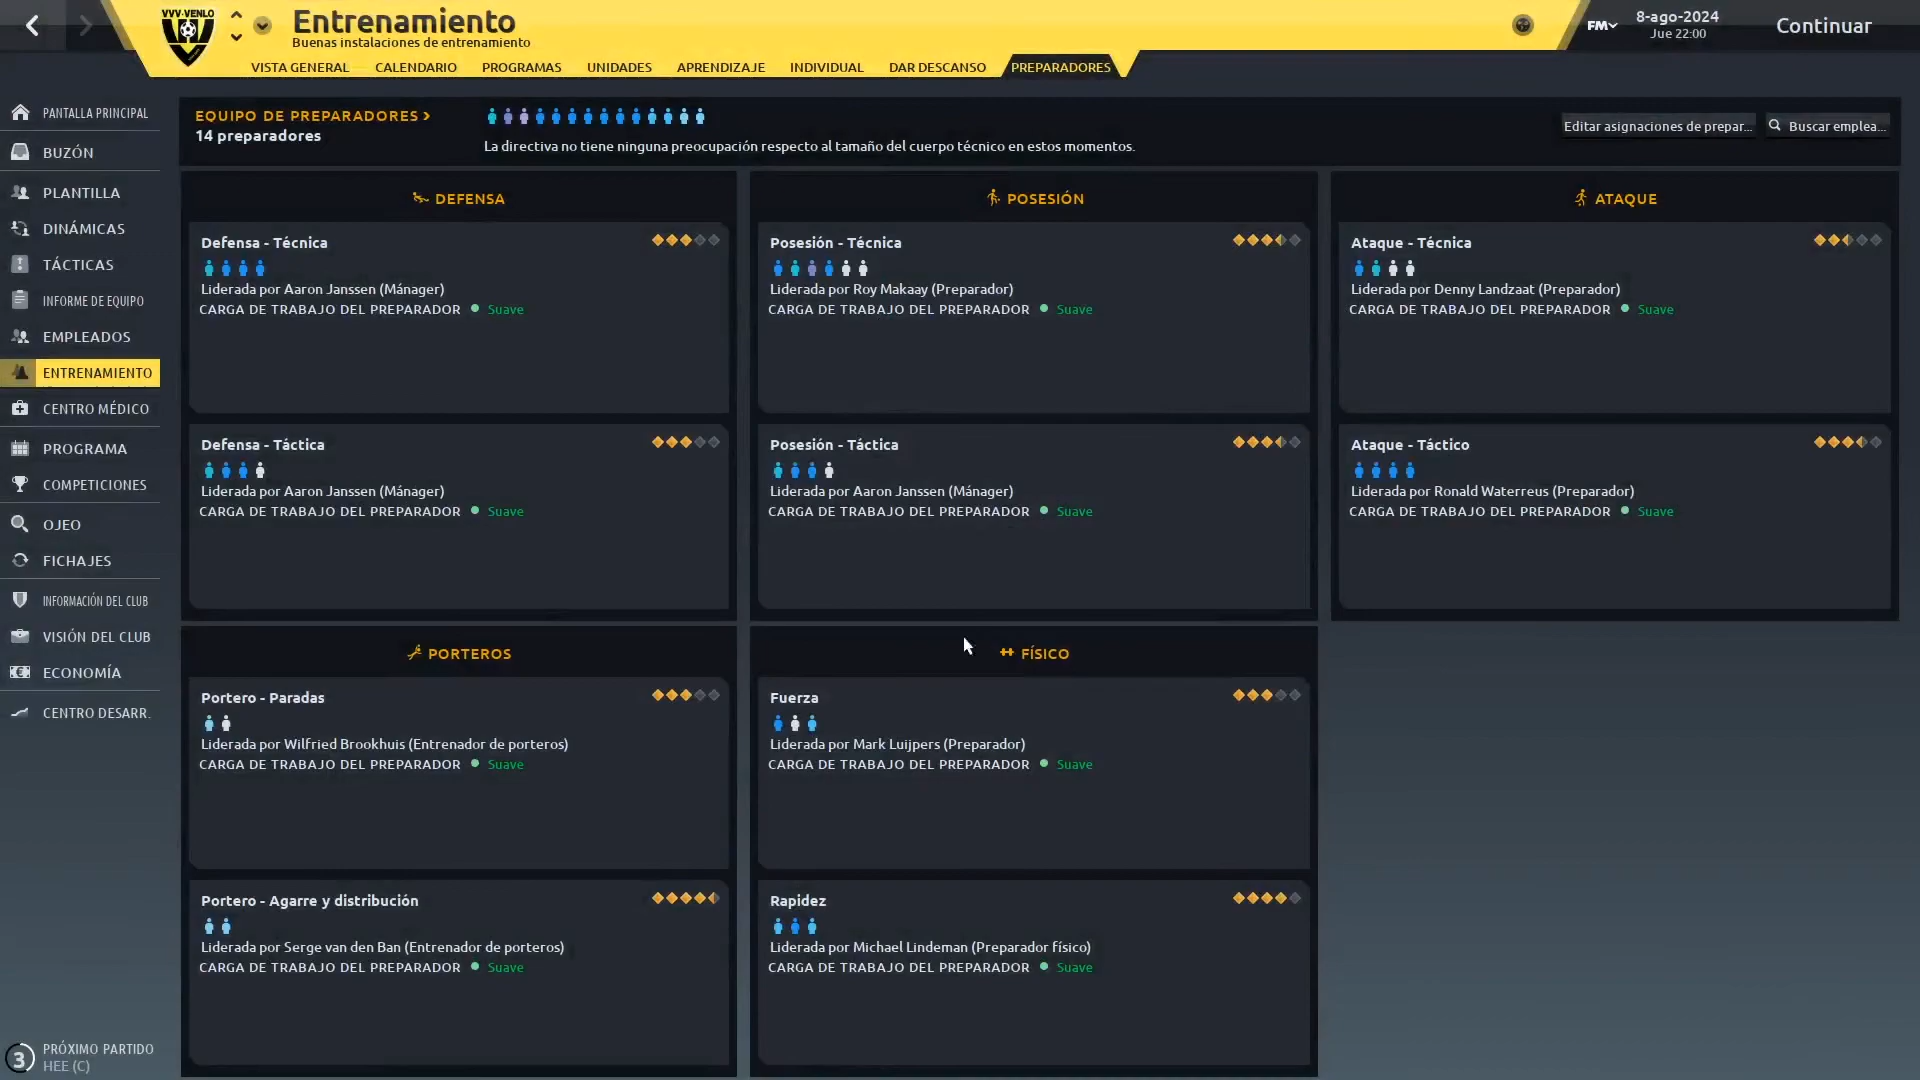 VVV-VENLO
Entrenamiento
Buenas instalaciones de entrenamiento
FM
8-ago-2024
Jue 22:00
Continuar
VISTA GENERAL
CALENDARIO
PROGRAMAS
UNIDADES
APRENDIZAJE
INDIVIDUAL
DAR DESCANSO
PREPARADORES
PANTALLA PRINCIPAL
BUZÓN
PLANTILLA
DINÁMICAS
TÁCTICAS
INFORME DE EQUIPO
EMPLEADOS
ENTRENAMIENTO
CENTRO MÉDICO
PROGRAMA
COMPETICIONES
OJEO
FICHAJES
INFORMACIÓN DEL CLUB
VISIÓN DEL CLUB
ECONOMÍA
CENTRO DESARR.
3
PRÓXIMO PARTIDO
HEE (C)
EQUIPO DE PREPARADORES >
14 preparadores
La directiva no tiene ninguna preocupación respecto al tamaño del cuerpo técnico en estos momentos.
Editar asignaciones de prepar...
Buscar emplea...
DEFENSA
Defensa - Técnica
Liderada por Aaron Janssen (Mánager)
CARGA DE TRABAJO DEL PREPARADOR Suave
Defensa - Táctica
Liderada por Aaron Janssen (Mánager)
CARGA DE TRABAJO DEL PREPARADOR Suave
POSESIÓN
Posesión - Técnica
Liderada por Roy Makaay (Preparador)
CARGA DE TRABAJO DEL PREPARADOR Suave
Posesión - Táctica
Liderada por Aaron Janssen (Mánager)
CARGA DE TRABAJO DEL PREPARADOR Suave
ATAQUE
Ataque - Técnica
Liderada por Denny Landzaat (Preparador)
CARGA DE TRABAJO DEL PREPARADOR Suave
Ataque - Táctico
Liderada por Ronald Waterreus (Preparador)
CARGA DE TRABAJO DEL PREPARADOR Suave
PORTEROS
Portero - Paradas
Liderada por Wilfried Brookhuis (Entrenador de porteros)
CARGA DE TRABAJO DEL PREPARADOR Suave
Portero - Agarre y distribución
Liderada por Serge van den Ban (Entrenador de porteros)
CARGA DE TRABAJO DEL PREPARADOR Suave
FÍSICO
Fuerza
Liderada por Mark Luijpers (Preparador)
CARGA DE TRABAJO DEL PREPARADOR Suave
Rapidez
Liderada por Michael Lindeman (Preparador físico)
CARGA DE TRABAJO DEL PREPARADOR Suave